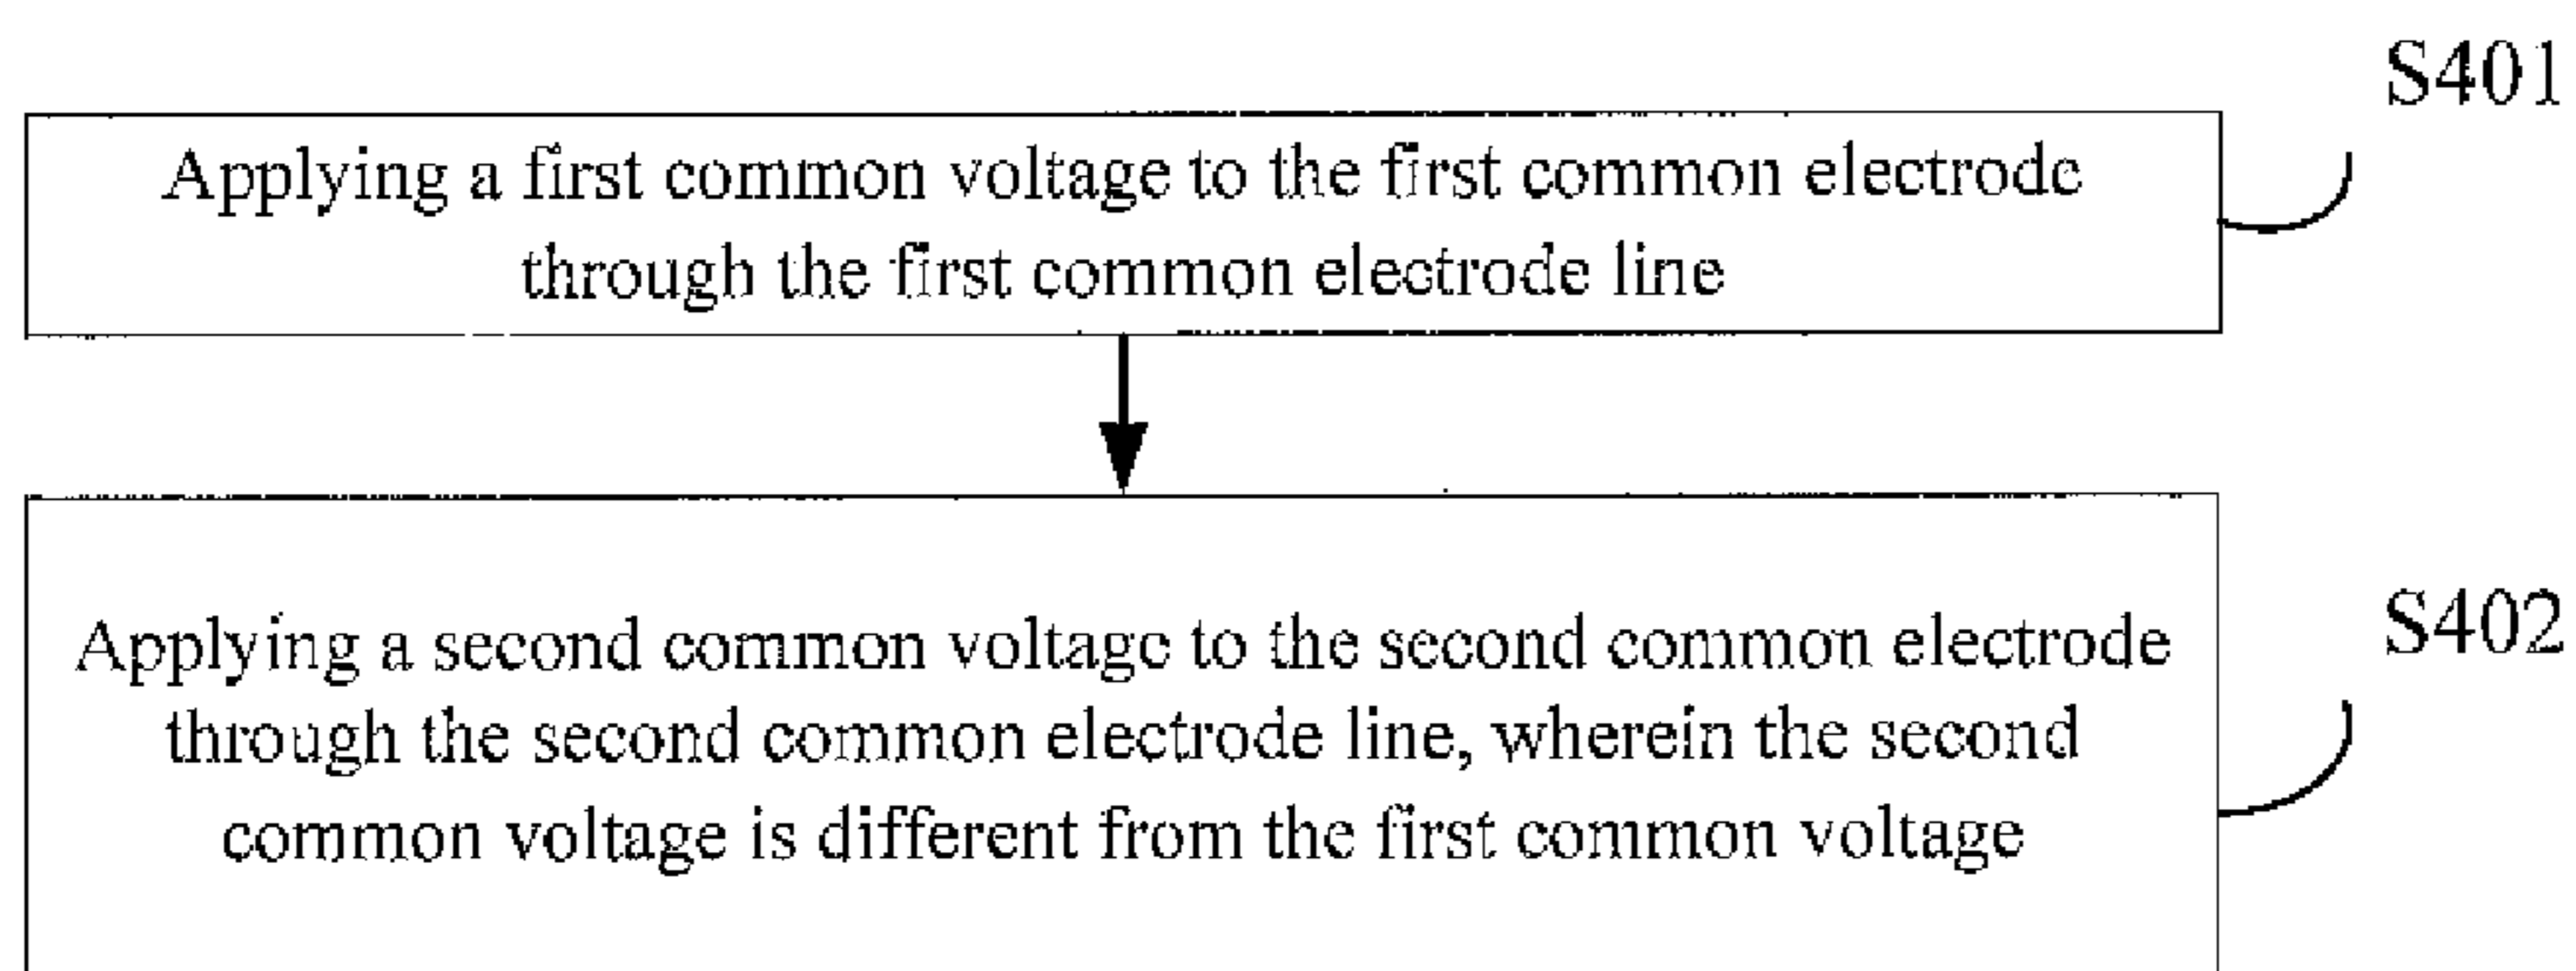 S401
Applying a first common voltage to the first common electrode
through the first common electrode line
Applying a second common voltage to the second common electrode
through the second common electrode line, wherein the second
common voltage is different from the first common voltage
S402